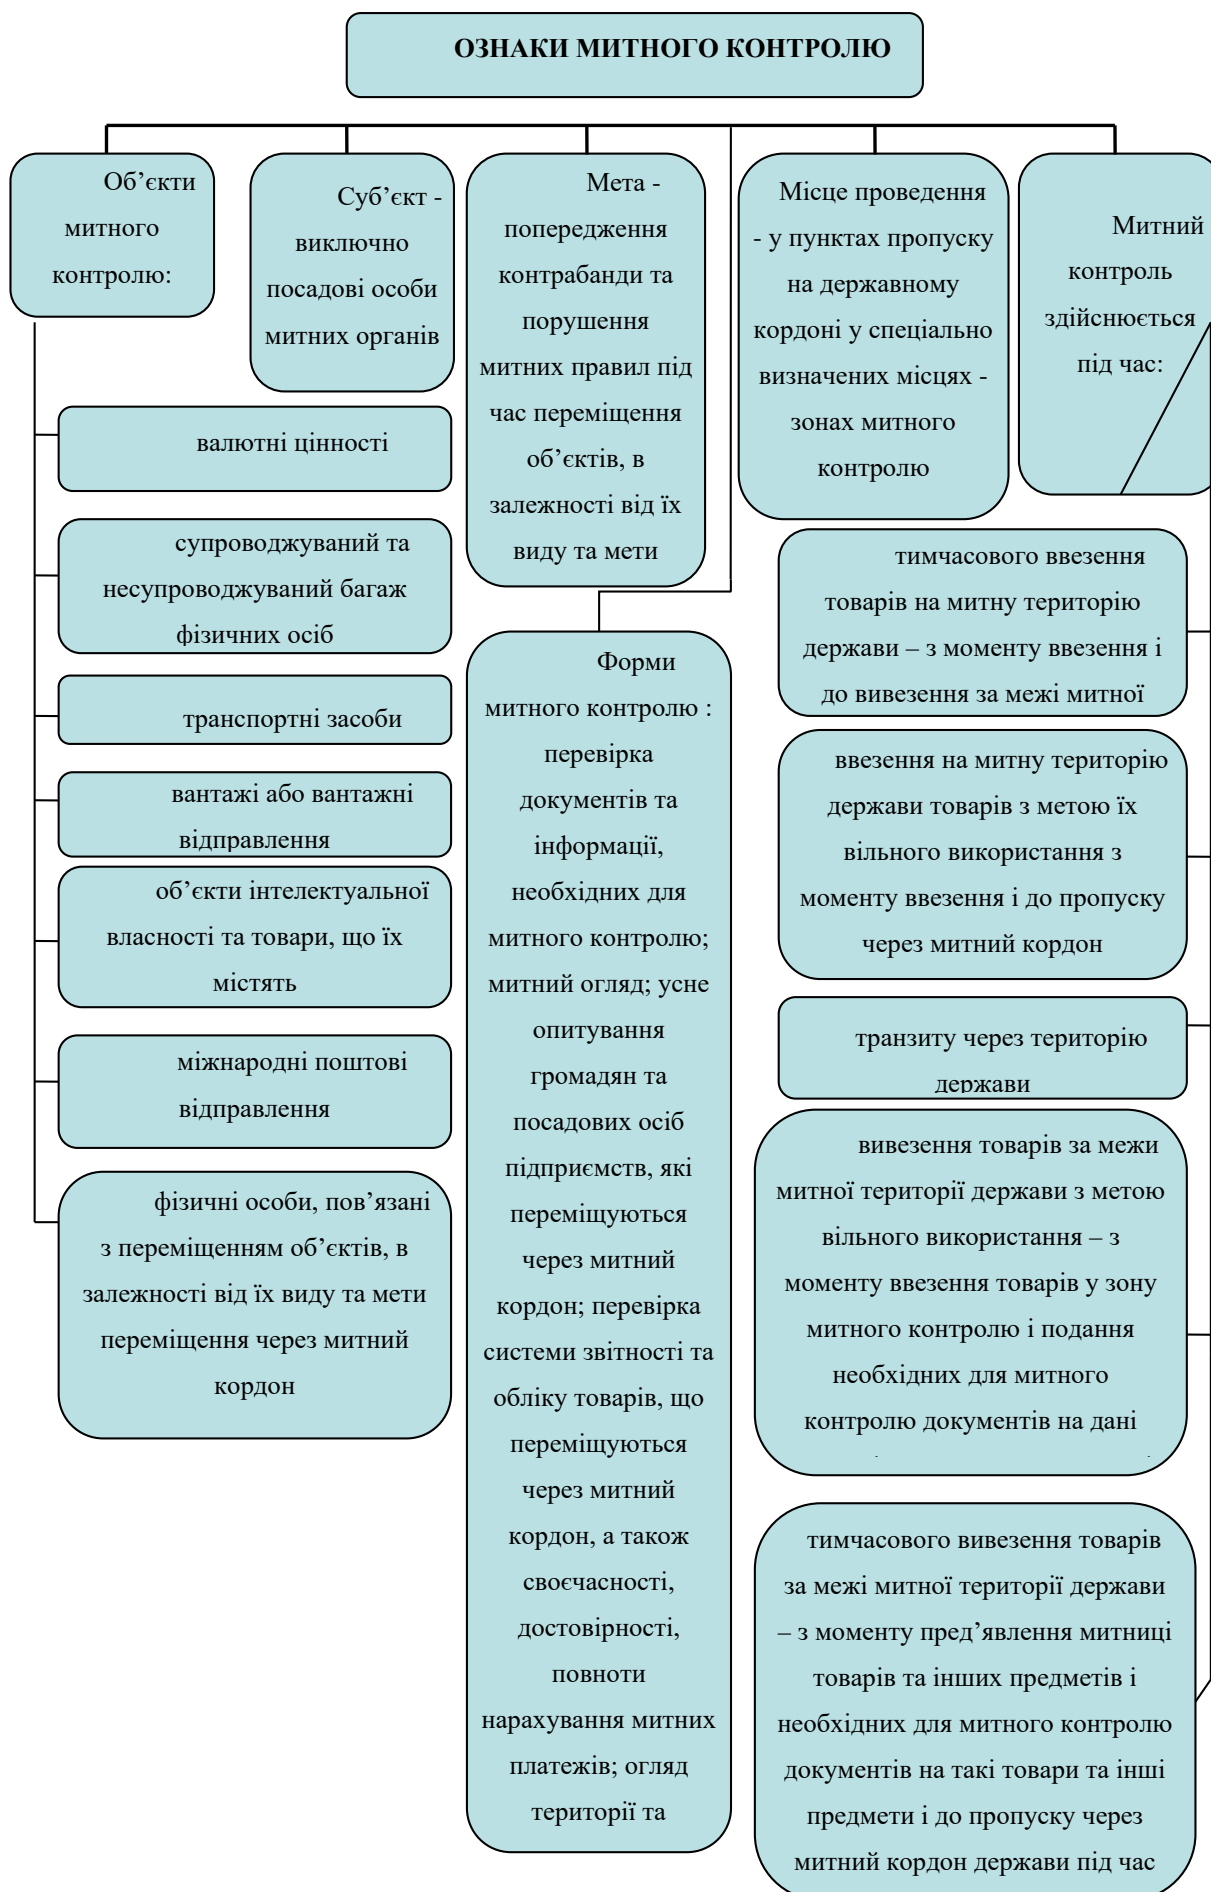 ОЗНАКИ МИТНОГО КОНТРОЛЮ
Об’єкти
митного
контролю:
Суб’єкт -
виключно
посадові особи
митних органів
Мета -
попередження
контрабанди та
порушення
митних правил під
час переміщення
об’єктів, в
залежності від їх
виду та мети
Місце проведення
- у пунктах пропуску
на державному
кордоні у спеціально
визначених місцях -
зонах митного
контролю
Митний
контроль
здійснюється
під час:
валютні цінності
супроводжуваний та
несупроводжуваний багаж
фізичних осіб
транспортні засоби
вантажі або вантажні
відправлення
об’єкти інтелектуальної
власності та товари, що їх
містять
міжнародні поштові
відправлення
фізичні особи, пов’язані
з переміщенням об’єктів, в
залежності від їх виду та мети
переміщення через митний
кордон
Форми
митного контролю :
перевірка
документів та
інформації,
необхідних для
митного контролю;
митний огляд; усне
опитування
громадян та
посадових осіб
підприємств, які
переміщуються
через митний
кордон; перевірка
системи звітності та
обліку товарів, що
переміщуються
через митний
кордон, а також
своєчасності,
достовірності,
повноти
нарахування митних
платежів; огляд
території та
тимчасового ввезення
товарів на митну територію
держави – з моменту ввезення і
до вивезення за межі митної
ввезення на митну територію
держави товарів з метою їх
вільного використання з
моменту ввезення і до пропуску
через митний кордон
транзиту через територію
держави
вивезення товарів за межи
митної території держави з метою
вільного використання – з
моменту ввезення товарів у зону
митного контролю і подання
необхідних для митного
контролю документів на дані
тимчасового вивезення товарів
за межі митної території держави
– з моменту пред’явлення митниці
товарів та інших предметів і
необхідних для митного контролю
документів на такі товари та інші
предмети і до пропуску через
митний кордон держави під час